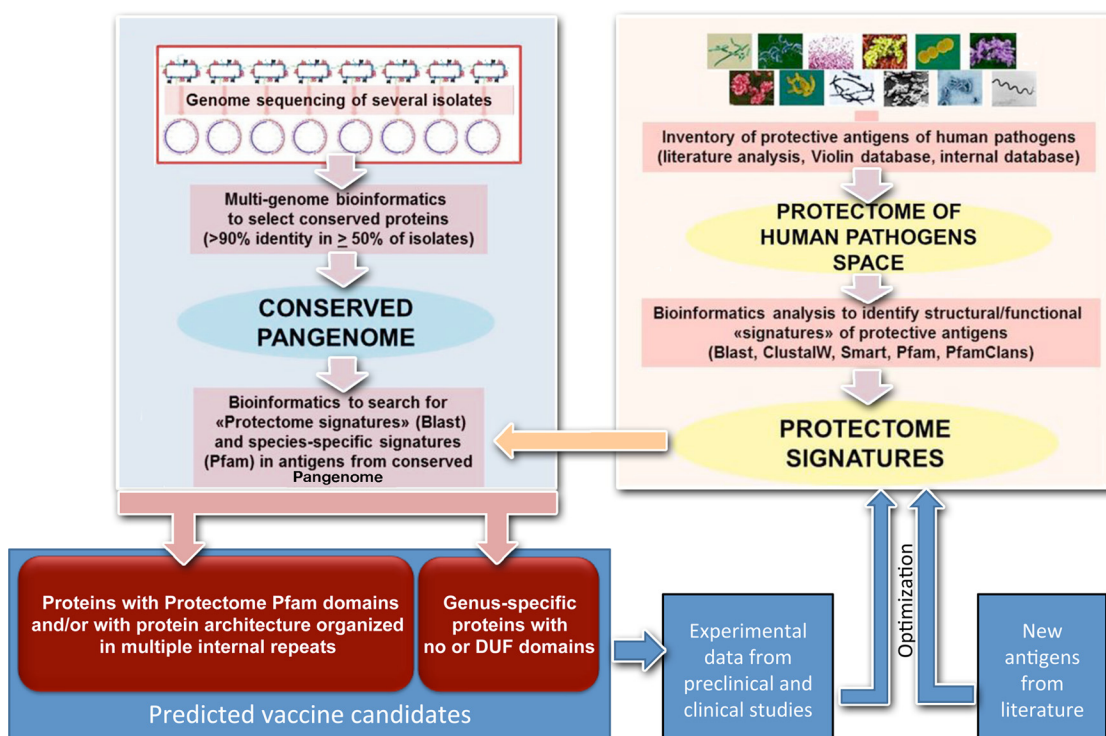 Genome sequencing of several isolates
Multi-genome bioinformatics
to select conserved proteins
(>90% identity in ≥ 50% of isolates)
CONSERVED
PANGENOME
Bioinformatics to search for
«Protectome signatures» (Blast)
and species-specific signatures
(Pfam) in antigens from conserved
Pangenome
Inventory of protective antigens of human pathogens
(literature analysis, Violin database, internal database)
PROTECTOME OF
HUMAN PATHOGENS
SPACE
Bioinformatics analysis to identify structural/functional
«signatures» of protective antigens
(Blast, ClustalW, Smart, Pfam, PfamClans)
PROTECTOME
SIGNATURES
Proteins with Protectome Pfam domains
and/or with protein architecture organized
in multiple internal repeats
Genus-specific
proteins with
no or DUF domains
Predicted vaccine candidates
Experimental
data from
preclinical and
clinical studies
Optimization
New
antigens
from
literature